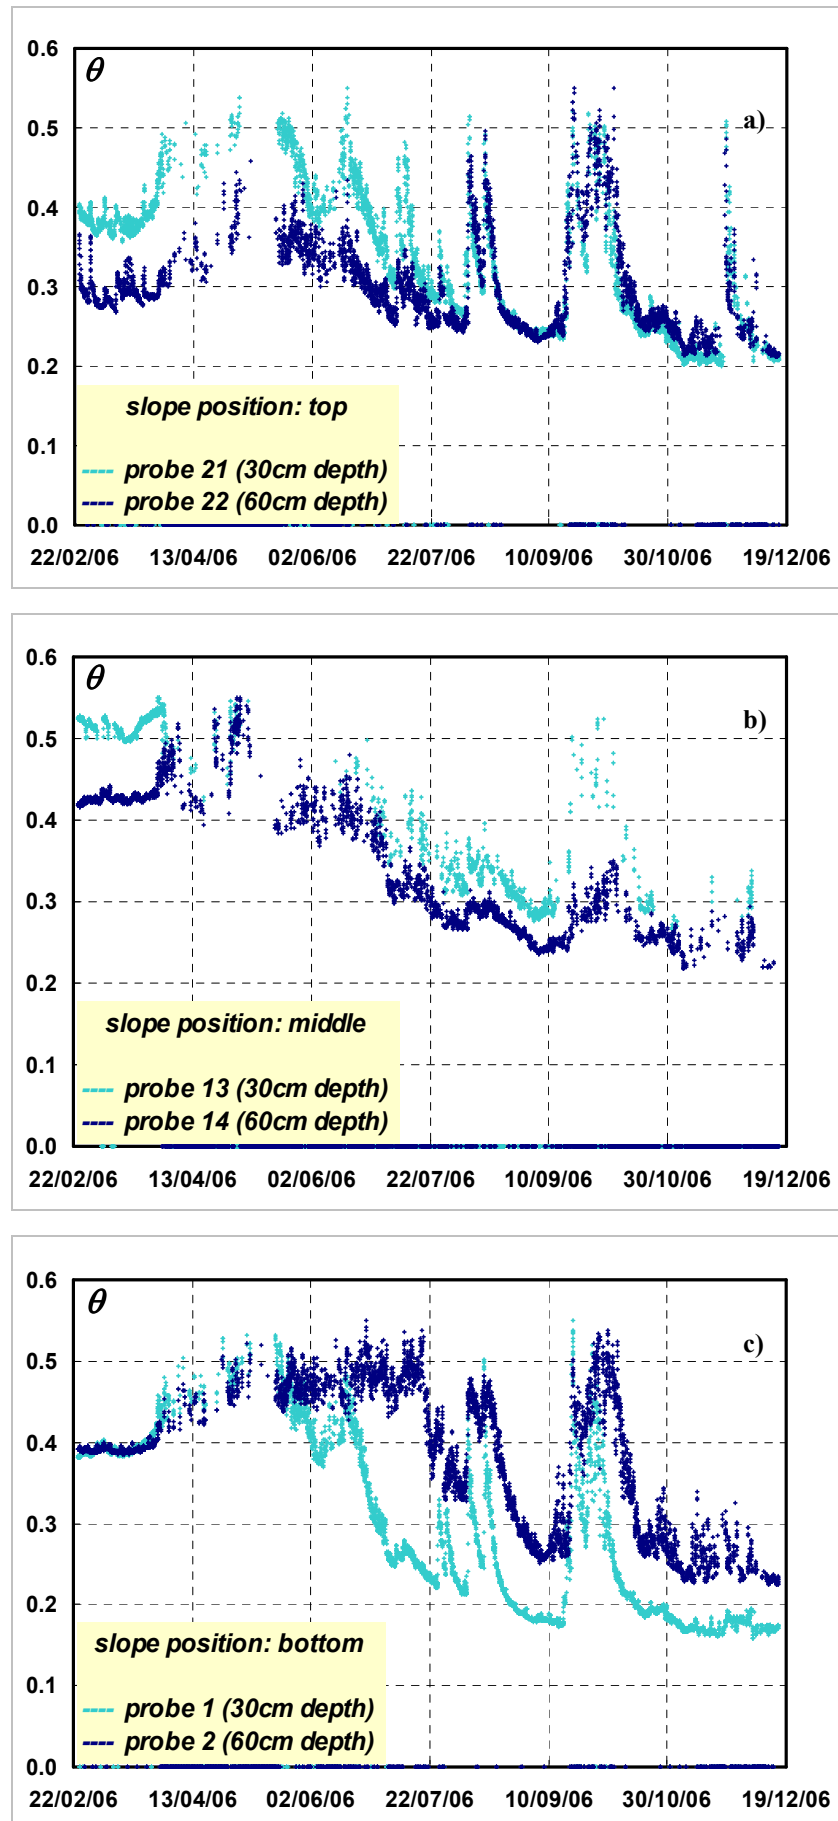 0.6
θ
a)
0.5
0.4
0.3
0.2
0.1
0.0
slope position: top
probe 21 (30cm depth)
probe 22 (60cm depth)
22/02/06 13/04/06 02/06/06 22/07/06 10/09/06 30/10/06 19/12/06
0.6
θ
b)
0.5
0.4
0.3
0.2
0.1
0.0
slope position: middle
probe 13 (30cm depth)
probe 14 (60cm depth)
22/02/06 13/04/06 02/06/06 22/07/06 10/09/06 30/10/06 19/12/06
0.6
θ
c)
0.5
0.4
0.3
0.2
0.1
0.0
slope position: bottom
probe 1 (30cm depth)
probe 2 (60cm depth)
22/02/06 13/04/06 02/06/06 22/07/06 10/09/06 30/10/06 19/12/06